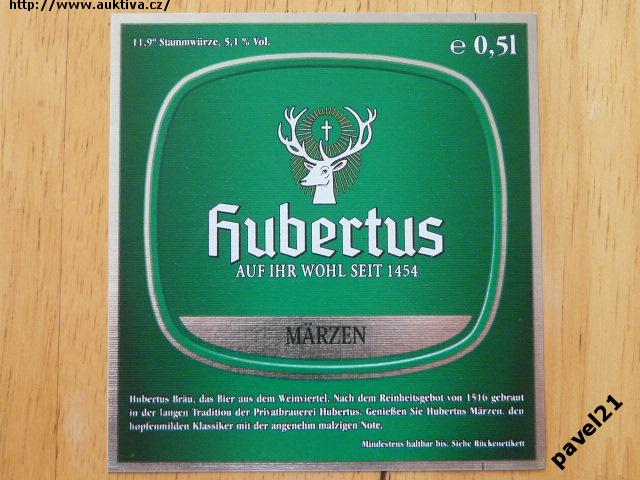 http://www.auktiva.cz/
11,9° Stammwürze, 5,1 % Vol.
e 0,5l
Hubertus
AUF IHR WOHL SEIT 1454
MÄRZEN
Hubertus Bräu, das Bier aus dem Weinviertel. Nach dem Reinheitsgebot von 1516 gebraut
in der langen Tradition der Privatbrauerei Hubertus. Genießen Sie Hubertus Märzen, den
hopfenmilden Klassiker mit der angenehm malzigen Note.
Mindestens haltbar bis: Siehe Rückenetikett
pavel21